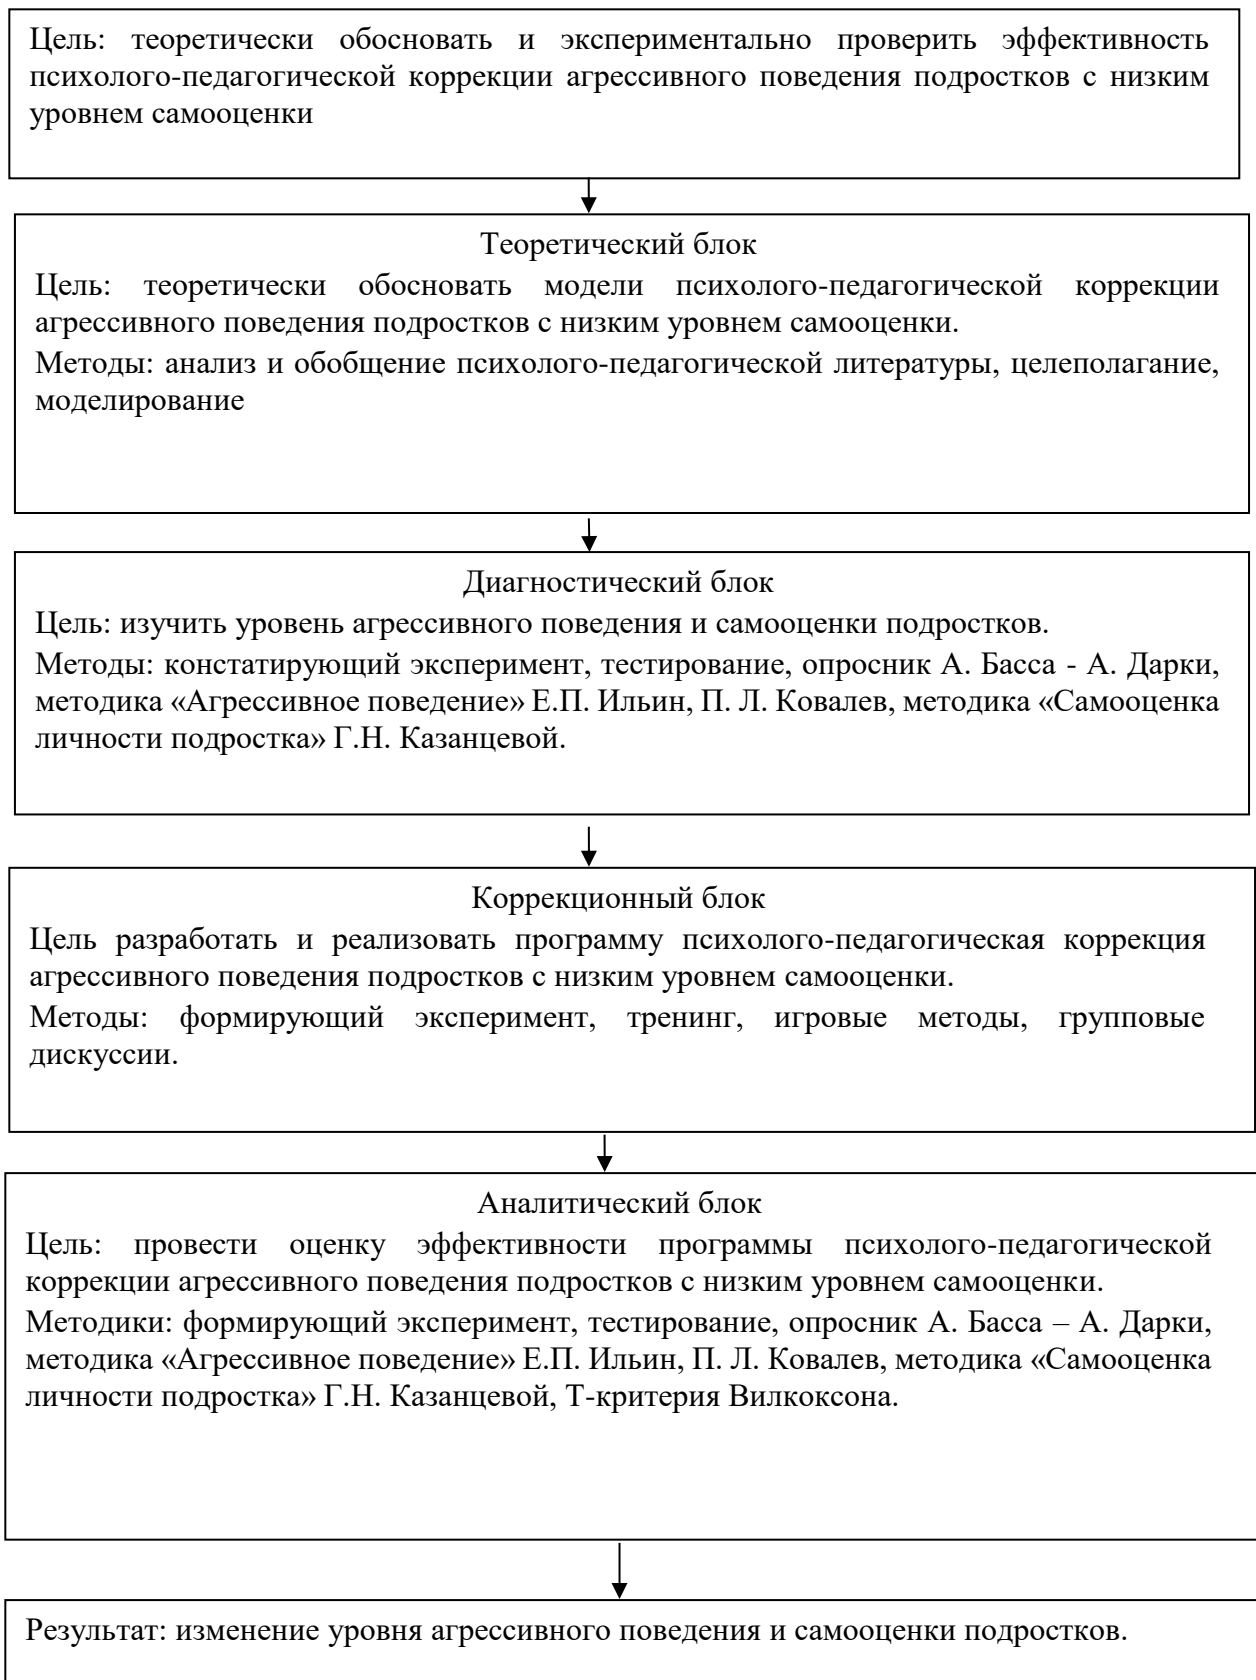 Цель: теоретически обосновать и экспериментально проверить эффективность
психолого-педагогической коррекции агрессивного поведения подростков с низким
уровнем самооценки
Теоретический блок
Цель: теоретически обосновать модели психолого-педагогической коррекции
агрессивного поведения подростков с низким уровнем самооценки.
Методы: анализ и обобщение психолого-педагогической литературы, целеполагание,
моделирование
Диагностический блок
Цель: изучить уровень агрессивного поведения и самооценки подростков.
Методы: констатирующий эксперимент, тестирование, опросник А. Басса - А. Дарки,
методика «Агрессивное поведение» Е.П. Ильин, П. Л. Ковалев, методика «Самооценка
личности подростка» Г.Н. Казанцевой.
Коррекционный блок
Цель разработать и реализовать программу психолого-педагогическая коррекция
агрессивного поведения подростков с низким уровнем самооценки.
Методы: формирующий эксперимент, тренинг, игровые методы, групповые
дискуссии.
Аналитический блок
Цель: провести оценку эффективности программы психолого-педагогической
коррекции агрессивного поведения подростков с низким уровнем самооценки.
Методики: формирующий эксперимент, тестирование, опросник А. Басса – А. Дарки,
методика «Агрессивное поведение» Е.П. Ильин, П. Л. Ковалев, методика «Самооценка
личности подростка» Г.Н. Казанцевой, Т-критерия Вилкоксона.
Результат: изменение уровня агрессивного поведения и самооценки подростков.